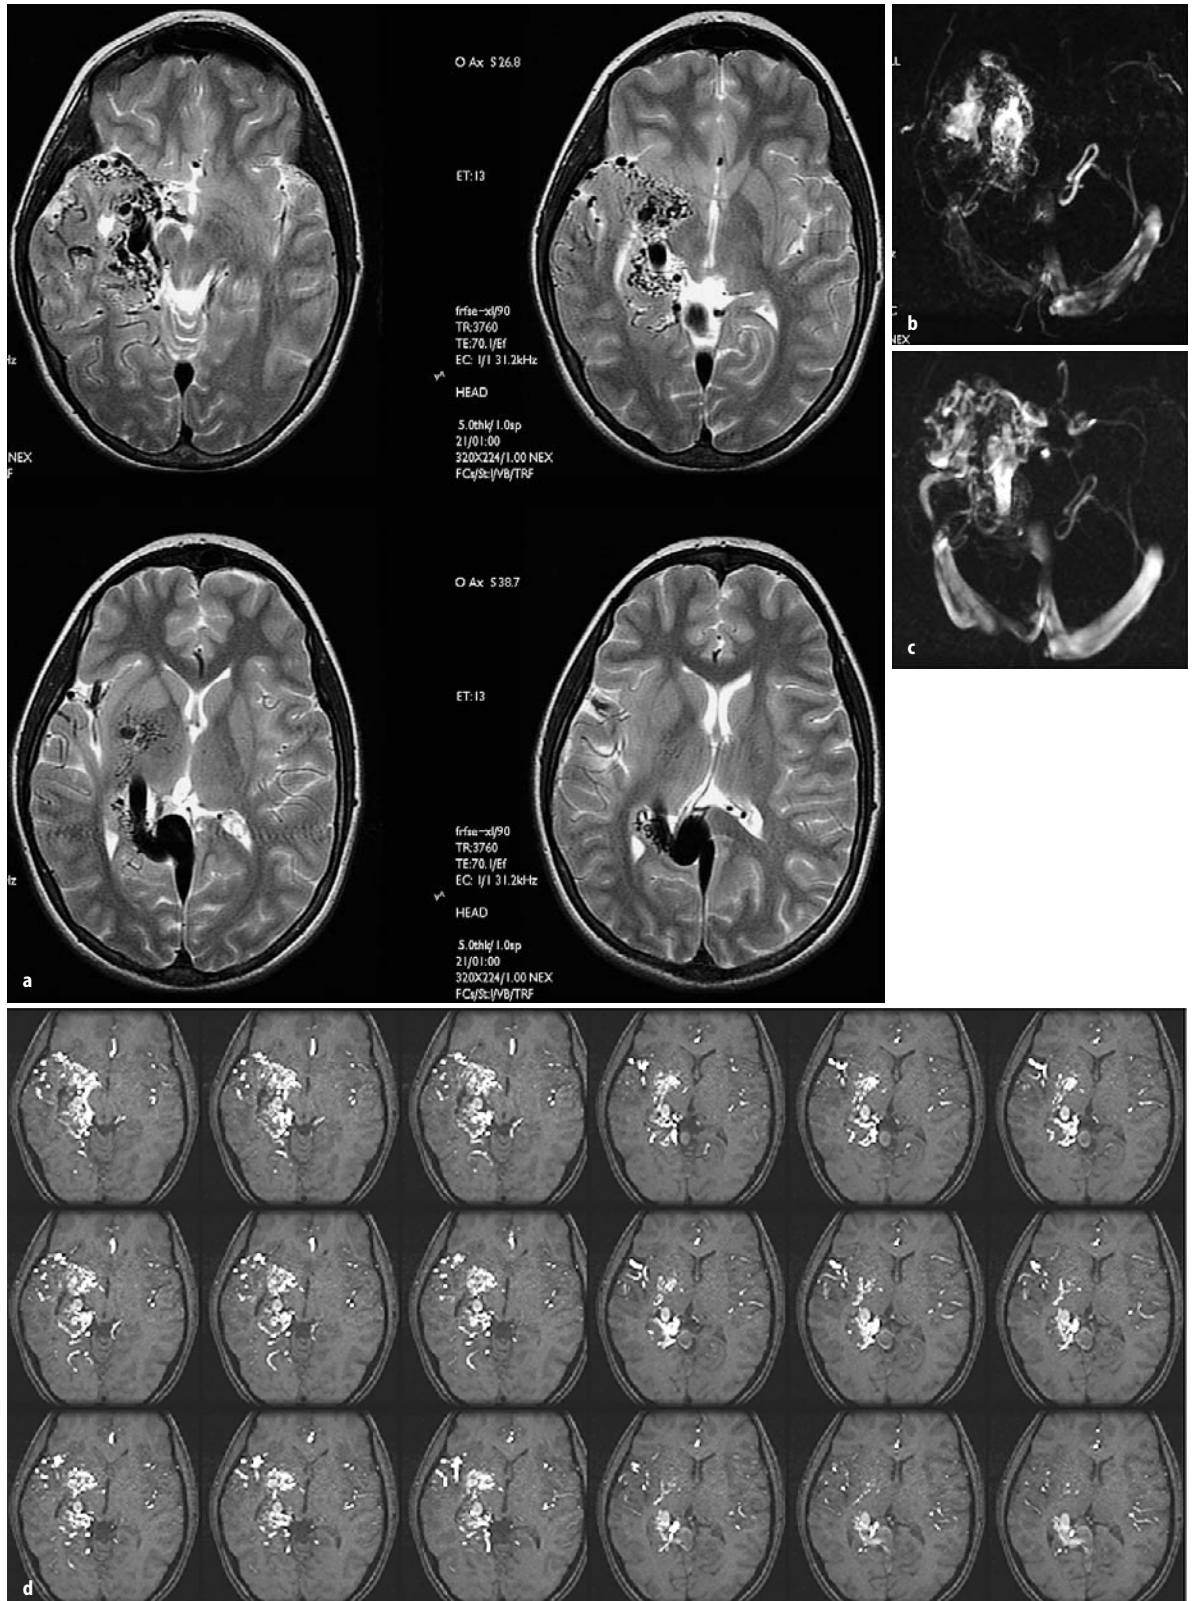 O Ax S26.8
ET:13
frfse-xl/90
TR:3760
TE:70.1/Ef
EC: 1/1 31.2kHz
HEAD
5.0thk/1.0sp
21/01:00
320X224/1.00 NEX
FCs/St:I/VB/TRF
Hz
NEX
F
b
NEX
c
O Ax S38.7
ET:13
frfse-xl/90
TR:3760
TE:70.1/Ef
EC: 1/1 31.2kHz
HEAD
5.0thk/1.0sp
21/01:00
320X224/1.00 NEX
FCs/St:I/VB/TRF
Hz
a
d